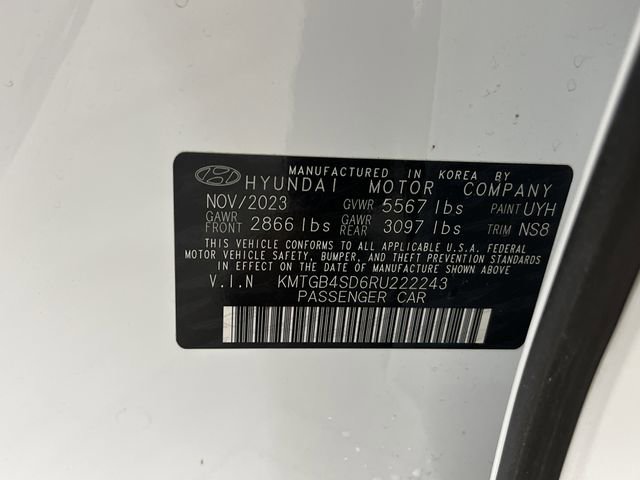 MANUFACTURED IN KOREA BY
HYUNDAI MOTOR COMPANY
NOV/2023 GVWR 5567 lbs PAINT UYH
GAWR FRONT 2866 lbs GAWR REAR 3097 lbs TRIM NS8
THIS VEHICLE CONFORMS TO ALL APPLICABLE U.S.A. FEDERAL
MOTOR VEHICLE SAFETY, BUMPER, AND THEFT PREVENTION STANDARDS
IN EFFECT ON THE DATE OF MANUFACTURE SHOWN ABOVE.
V.I.N KMTGB4SD6RU222243
PASSENGER CAR